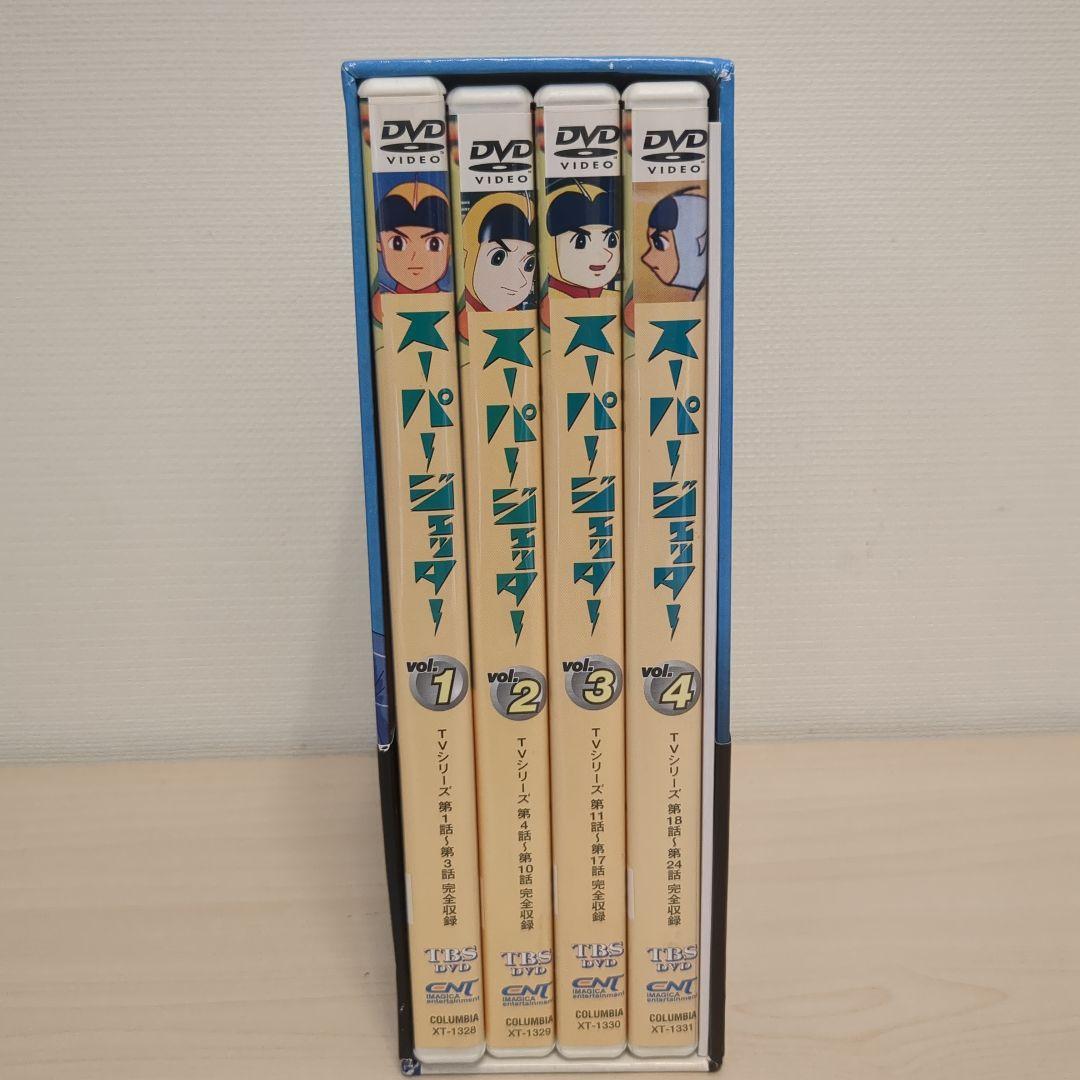 DVD
VIDEO
スーパージェッター
vol.1
TVシリーズ 第1話〜第3話 完全収録
TBS
DVD
ENT
IMAGICA
entertainment
COLUMBIA
XT-1328
DVD
VIDEO
スーパージェッター
vol.2
TVシリーズ 第4話〜第10話 完全収録
TBS
DVD
ENT
IMAGICA
entertainment
COLUMBIA
XT-1329
DVD
VIDEO
スーパージェッター
vol.3
TVシリーズ 第11話〜第17話 完全収録
TBS
DVD
ENT
IMAGICA
entertainment
COLUMBIA
XT-1330
DVD
VIDEO
スーパージェッター
vol.4
TVシリーズ 第18話〜第24話 完全収録
TBS
DVD
ENT
IMAGICA
entertainment
COLUMBIA
XT-1331